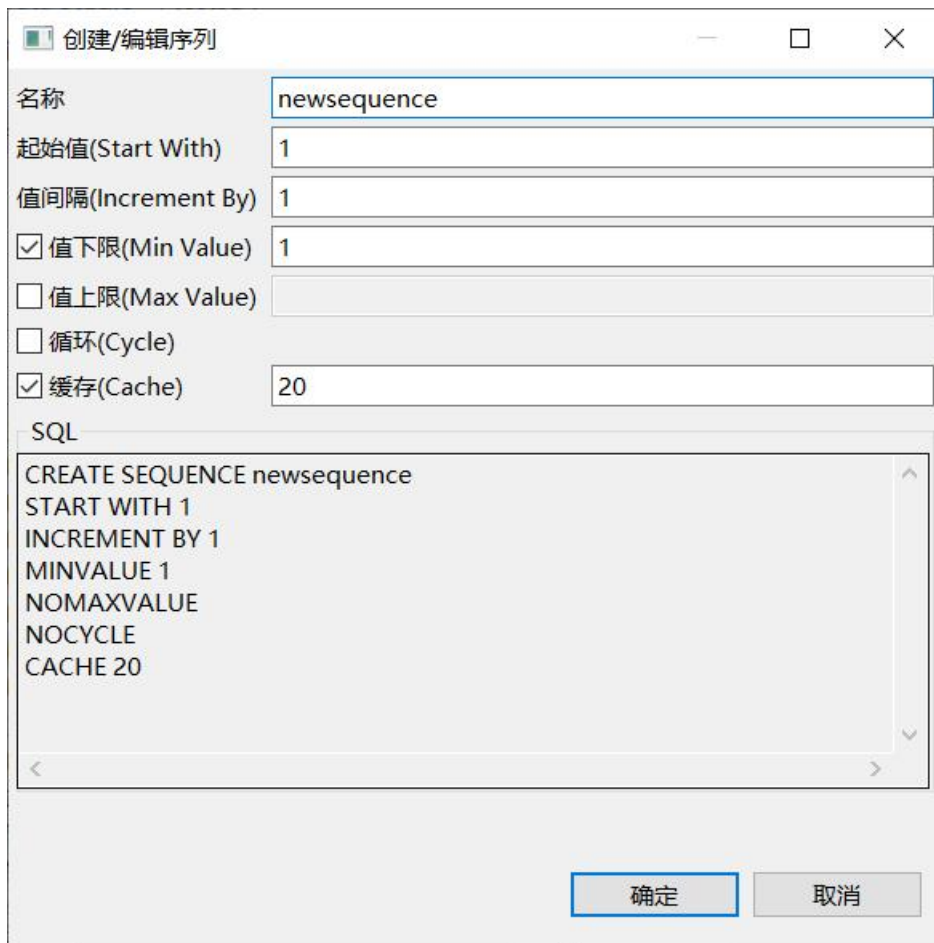 创建/编辑序列
名称 newsequence
起始值(Start With) 1
值间隔(Increment By) 1
值下限(Min Value) 1
值上限(Max Value)
循环(Cycle)
缓存(Cache) 20
SQL
CREATE SEQUENCE newsequence
START WITH 1
INCREMENT BY 1
MINVALUE 1
NOMAXVALUE
NOCYCLE
CACHE 20
确定 取消